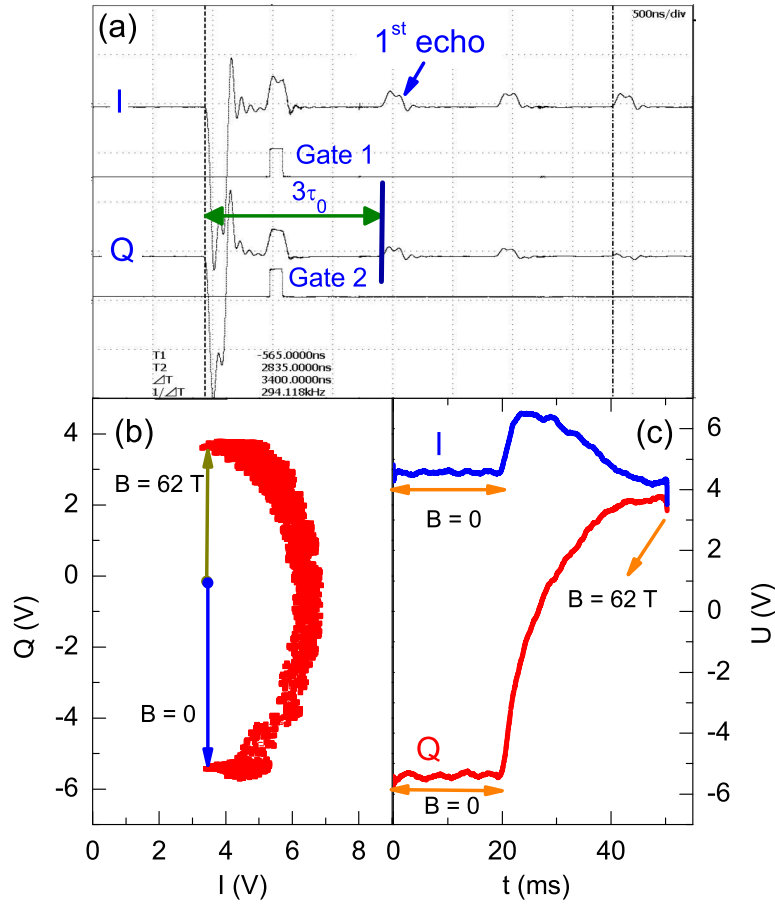 (a)
500ns/div
1st echo
I
Gate 1
3τ0
Q
Gate 2
T1 -565.0000ns
T2 2835.0000ns
⊿T 3400.0000ns
1/⊿T 294.118kHz
(b)
(c)
4
2
0
-2
-4
-6
Q (V)
B = 62 T
B = 0
0 2 4 6 8
I (V)
I
B = 0
B = 62 T
Q
B = 0
6
4
2
0
-2
-4
-6
U (V)
0 20 40
t (ms)